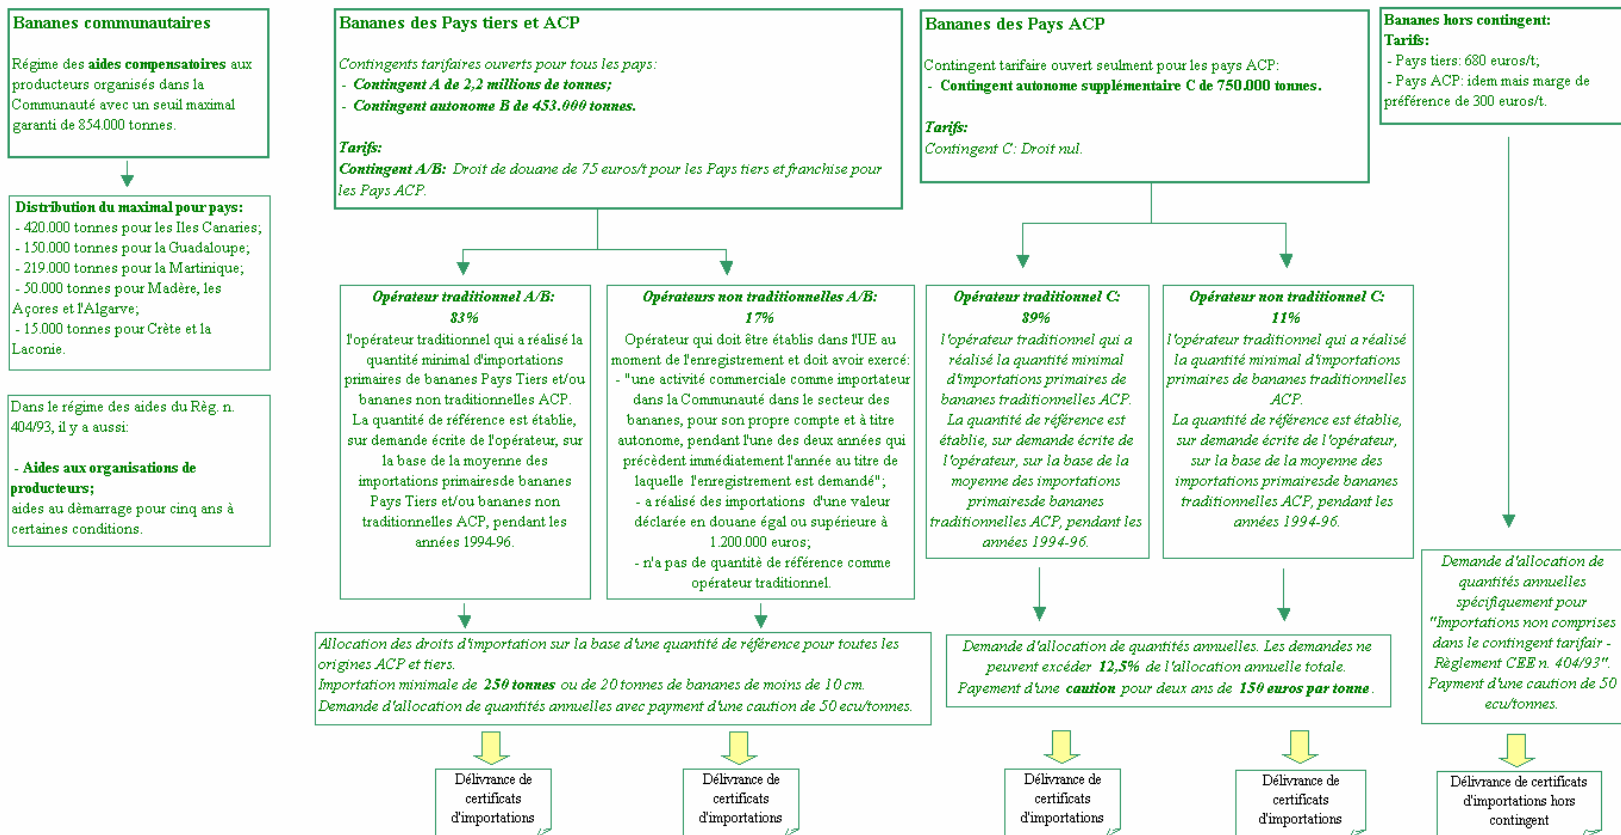 Bananes communautaires
Régime des aides compensatoires aux
producteurs organisés dans la
Communauté avec un seuil maximal
garanti de 854.000 tonnes.
Distribution du maximal pour pays:
- 420.000 tonnes pour les Iles Canaries;
- 150.000 tonnes pour la Guadaloupe;
- 219.000 tonnes pour la Martinique;
- 50.000 tonnes pour Madère, les
Açores et l'Algarve;
- 15.000 tonnes pour Crète et la
Laconie.
Dans le régime des aides du Règ. n.
404/93, il y a aussi:
- Aides aux organisations de
producteurs;
aides au dèmarrage pour cinq ans à
certaines conditions.
Bananes des Pays tiers et ACP
Contingents tarifaires ouverts pour tous les pays:
- Contingent A de 2,2 millions de tonnes;
- Contingent autonome B de 453.000 tonnes.
Tarifs:
Contingent A/B: Droit de douane de 75 euros/t pour les Pays tiers et franchise pour
les Pays ACP.
Opérateur traditionnel A/B:
83%
l'opérateur traditionnel qui a réalisé la
quantité minimal d'importations
primaires de bananes Pays Tiers et/ou
bananes non traditionnelles ACP.
La quantité de référence est établie,
sur demande écrite de l'opérateur, sur
la base de la moyenne des
importations primairesde bananes
Pays Tiers et/ou bananes non
traditionnelles ACP, pendant les
années 1994-96.
Opérateurs non traditionnelles A/B:
17%
Opérateur qui doit être établis dans l'UE au
moment de l'enregistrement et doit avoir exercé:
- "une activité commerciale comme importateur
dans la Communauté dans le secteur des
bananes, pour son propre compte et à titre
autonome, pendant l'une des deux années qui
précèdent immédiatement l'année au titre de
laquelle l'enregistrement est demandé";
- a réalisé des importations d'une valeur
déclarée en douane égal ou supérieure à
1.200.000 euros;
- n'a pas de quantitè de référence comme
opérateur traditionnel.
Allocation des droits d'importation sur la base d'une quantité de référence pour toutes les
origines ACP et tiers.
Importation minimale de 250 tonnes ou de 20 tonnes de bananes de moins de 10 cm.
Demande d'allocation de quantités annuelles avec payment d'une caution de 50 ecu/tonnes.
Délivrance de
certificats
d'importations
Délivrance de
certificats
d'importations
Bananes des Pays ACP
Contingent tarifaire ouvert seulment pour les pays ACP:
- Contingent autonome supplémentaire C de 750.000 tonnes.
Tarifs:
Contingent C: Droit nul.
Opérateur traditionnel C:
89%
l'opérateur traditionnel qui a
réalisé la quantité minimal
d'importations primaires de
bananes traditionnelles ACP.
La quantité de référence est
établie, sur demande écrite de
l'opérateur, sur la base de la
moyenne des importations
primairesde bananes
traditionnelles ACP, pendant les
années 1994-96.
Opérateur non traditionnel C:
11%
l'opérateur traditionnel qui a réalisé
la quantité minimal d'importations
primaires de bananes traditionnelles
ACP.
La quantité de référence est établie,
sur demande écrite de l'opérateur,
sur la base de la moyenne des
importations primairesde bananes
traditionnelles ACP, pendant les
années 1994-96.
Demande d'allocation de quantités annuelles. Les demandes ne
peuvent excéder 12,5% de l'allocation annuelle totale.
Payement d'une caution pour deux ans de 150 euros par tonne.
Délivrance de
certificats
d'importations
Délivrance de
certificats
d'importations
Bananes hors contingent:
Tarifs:
- Pays tiers: 680 euros/t;
- Pays ACP: idem mais marge de
préférence de 300 euros/t.
Demande d'allocation de
quantités annuelles
spécifiquement pour
"Importations non comprises
dans le contingent tarifair -
Règlement CEE n. 404/93".
Payment d'une caution de 50
ecu/tonnes.
Délivrance de certificats
d'importations hors
contingent